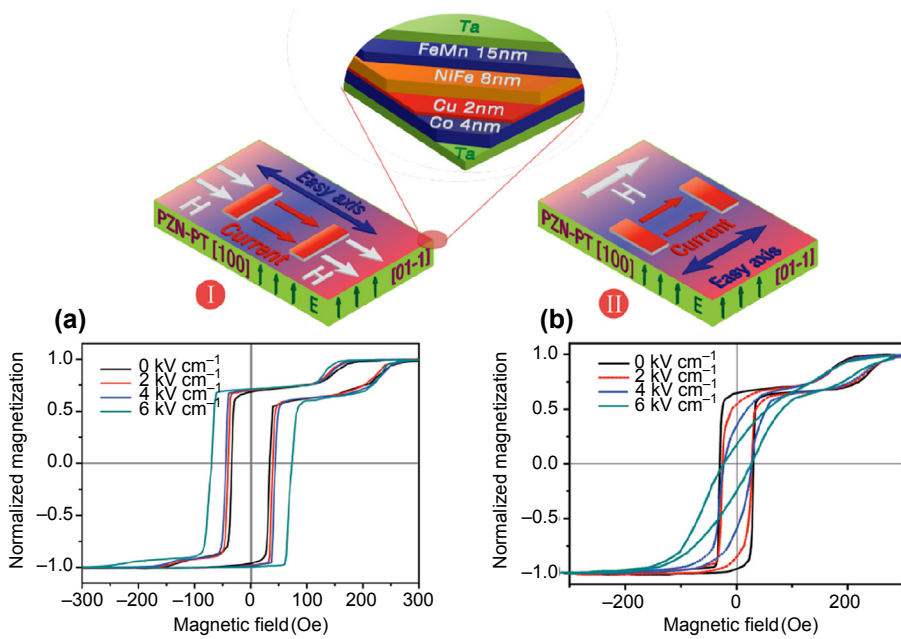 Ta
FeMn 15nm
NiFe 8nm
Cu 2nm
Co 4nm
Ta
Easy axis
H
Current
H
PZN-PT [100]
E
[01-1]
I
H
Current
Easy axis
PZN-PT [100]
E
[01-1]
II
(a)
Normalized magnetization
1.0
0.5
0.0
–0.5
–1.0
0 kV cm⁻¹
2 kV cm⁻¹
4 kV cm⁻¹
6 kV cm⁻¹
–300 –200 –100 0 100 200 300
Magnetic field (Oe)
(b)
Normalized magnetization
1.0
0.5
0.0
–0.5
–1.0
0 kV cm⁻¹
2 kV cm⁻¹
4 kV cm⁻¹
6 kV cm⁻¹
–200 0 200
Magnetic field (Oe)